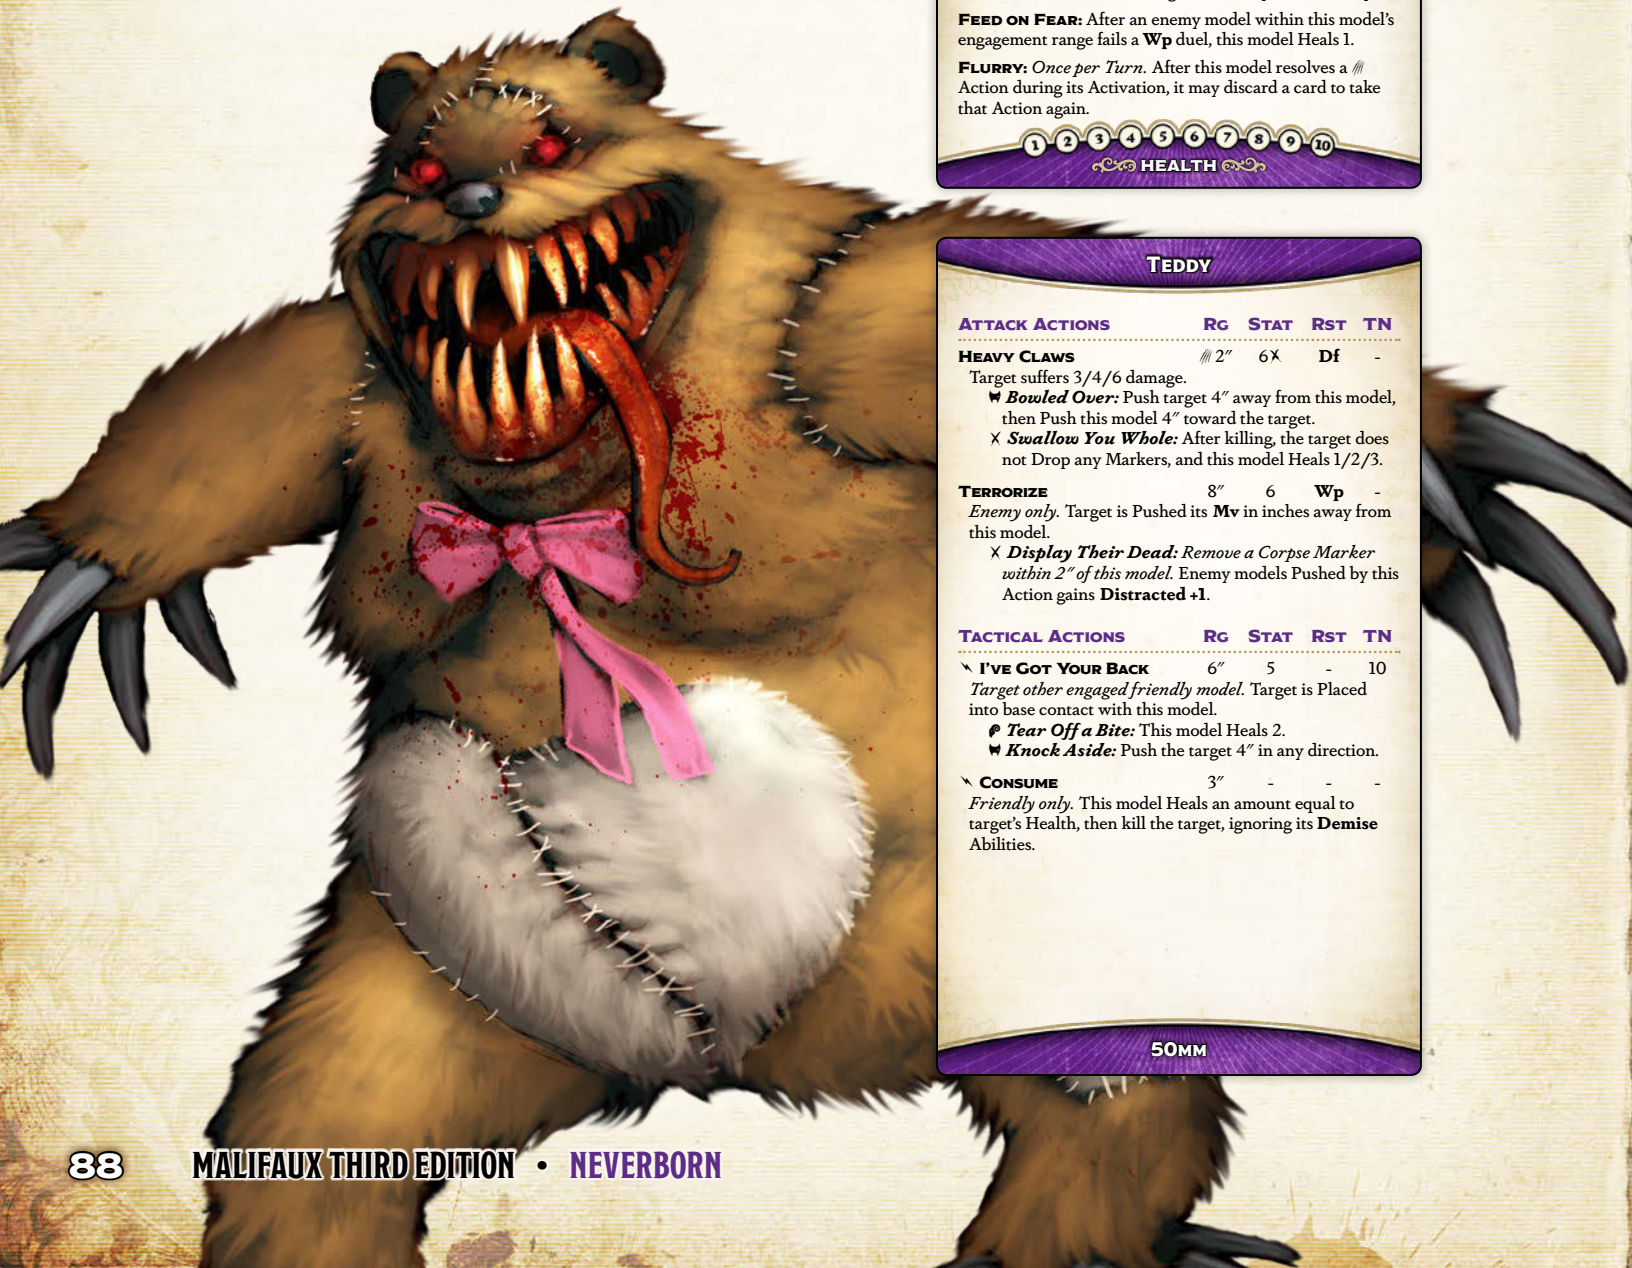 FEED ON FEAR: After an enemy model within this model's
engagement range fails a Wp duel, this model Heals 1.
FLURRY: Once per Turn. After this model resolves a
Action during its Activation, it may discard a card to take
that Action again.
1 2 3 4 5 6 7 8 9 10
HEALTH
TEDDY
ATTACK ACTIONS RG STAT RST TN
HEAVY CLAWS 2″ 6 Df -
Target suffers 3/4/6 damage.
Bowled Over: Push target 4″ away from this model,
then Push this model 4″ toward the target.
Swallow You Whole: After killing, the target does
not Drop any Markers, and this model Heals 1/2/3.
TERRORIZE 8″ 6 Wp -
Enemy only. Target is Pushed its Mv in inches away from
this model.
Display Their Dead: Remove a Corpse Marker
within 2″ of this model. Enemy models Pushed by this
Action gains Distracted +1.
TACTICAL ACTIONS RG STAT RST TN
I'VE GOT YOUR BACK 6″ 5 - 10
Target other engaged friendly model. Target is Placed
into base contact with this model.
Tear Off a Bite: This model Heals 2.
Knock Aside: Push the target 4″ in any direction.
CONSUME 3″ - - -
Friendly only. This model Heals an amount equal to
target's Health, then kill the target, ignoring its Demise
Abilities.
50MM
88 MALIFAUX THIRD EDITION • NEVERBORN